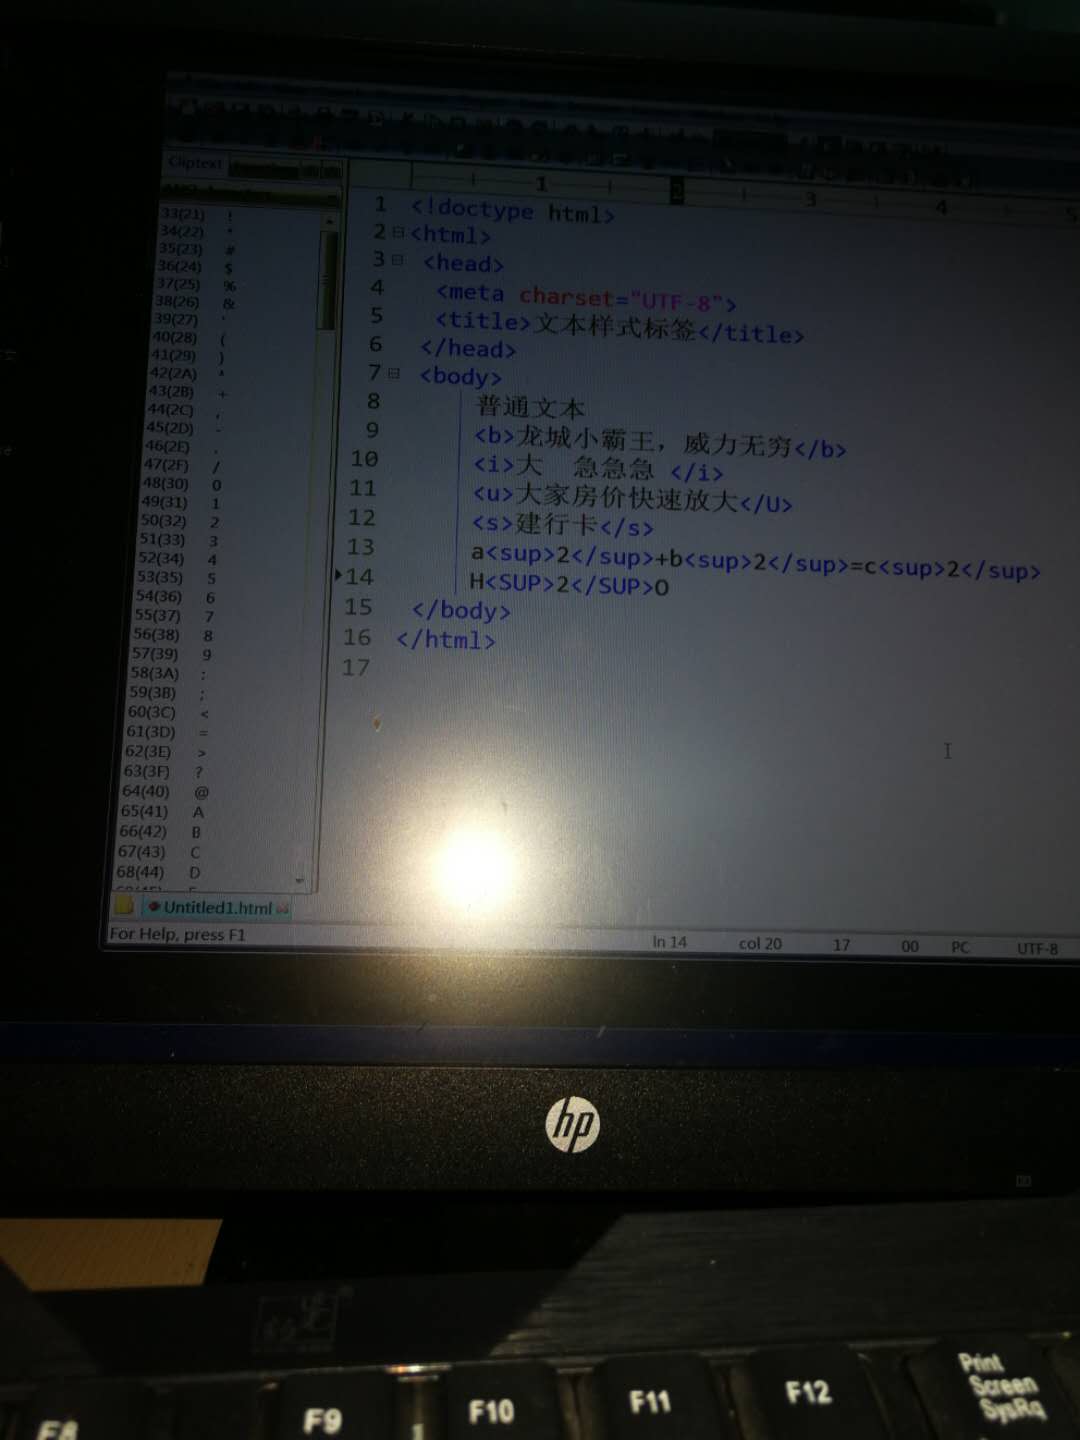 Cliptext
33(21) !
34(22) "
35(23) #
36(24) $
37(25) %
38(26) &
39(27) '
40(28) (
41(29) )
42(2A) *
43(2B) +
44(2C) ,
45(2D) -
46(2E) .
47(2F) /
48(30) 0
49(31) 1
50(32) 2
51(33) 3
52(34) 4
53(35) 5
54(36) 6
55(37) 7
56(38) 8
57(39) 9
58(3A) :
59(3B) ;
60(3C) <
61(3D) =
62(3E) >
63(3F) ?
64(40) @
65(41) A
66(42) B
67(43) C
68(44) D
1 2 3 4 5
1 <!doctype html>
2 <html>
3 <head>
4 <meta charset="UTF-8">
5 <title>文本样式标签</title>
6 </head>
7 <body>
8 普通文本
9 <b>龙城小霸王，威力无穷</b>
10 <i>大 急急急 </i>
11 <u>大家房价快速放大</U>
12 <s>建行卡</s>
13 a<sup>2</sup>+b<sup>2</sup>=c<sup>2</sup>
14 H<SUP>2</SUP>O
15 </body>
16 </html>
17
Untitled1.html
For Help, press F1 ln 14 col 20 17 00 PC UTF-8
hp
F8 F9 F10 F11 F12
Print
Screen
SysRq